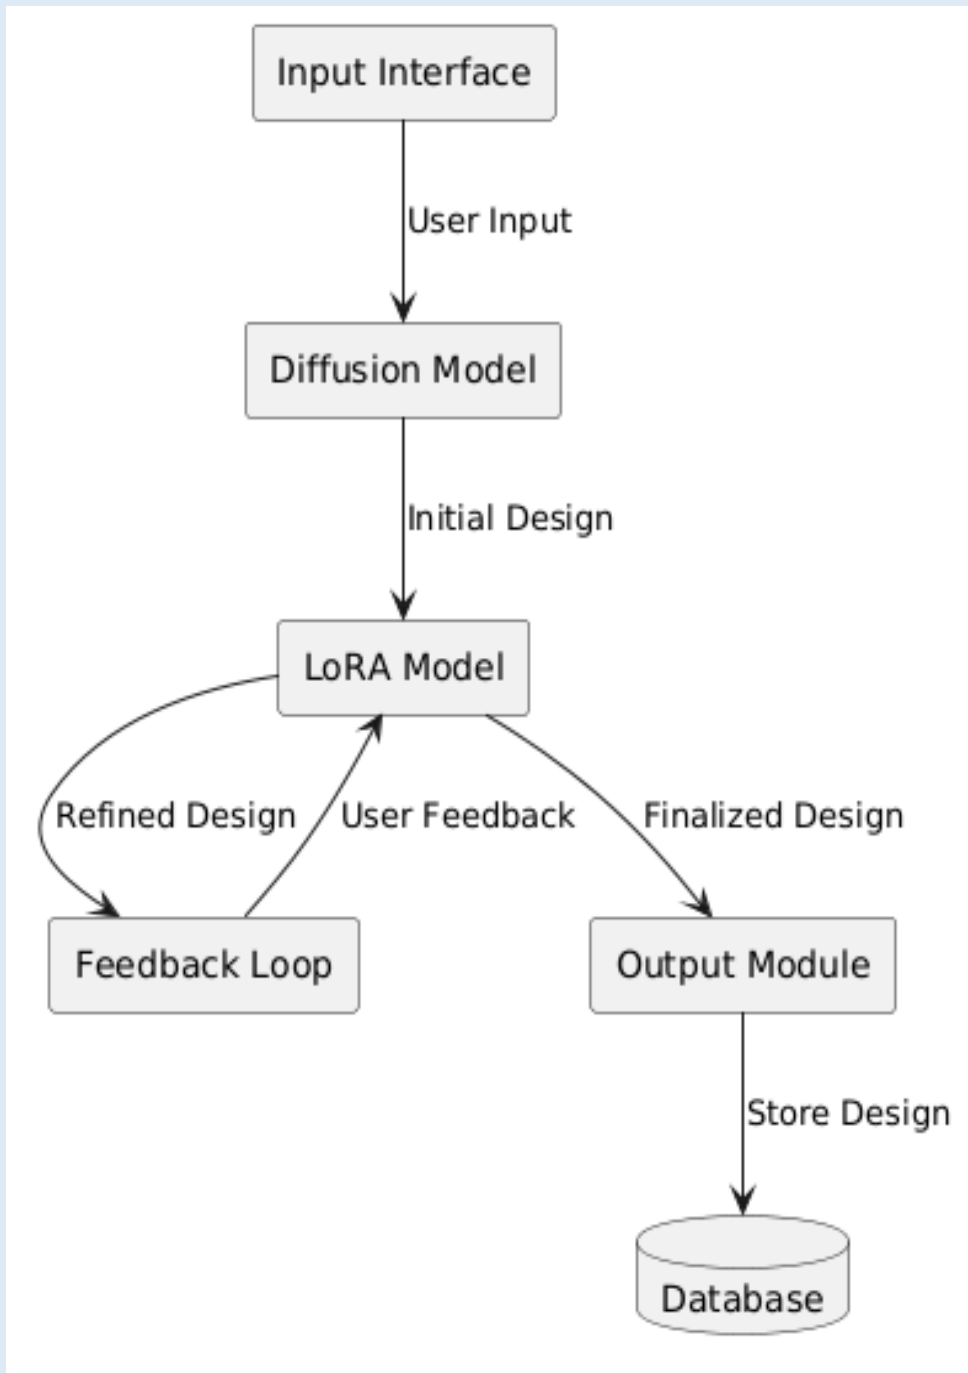 Input Interface
User Input
Diffusion Model
Initial Design
LoRA Model
Refined Design
User Feedback
Finalized Design
Feedback Loop
Output Module
Store Design
Database